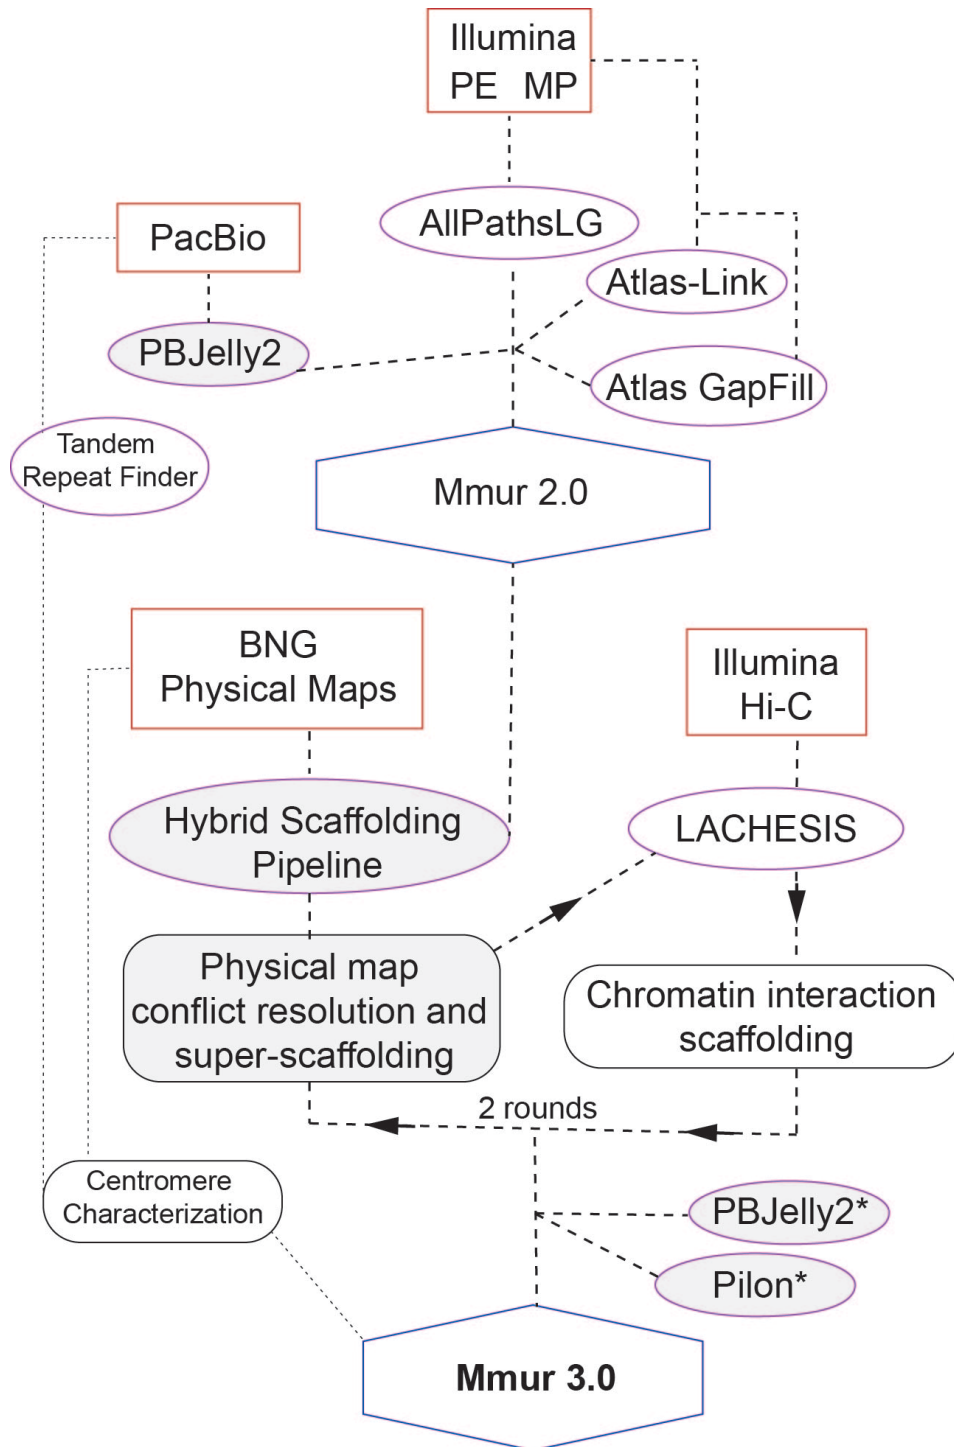 Illumina
PE MP
AllPathsLG
PacBio
Atlas-Link
PBJelly2
Atlas GapFill
Tandem
Repeat Finder
Mmur 2.0
BNG
Physical Maps
Illumina
Hi-C
Hybrid Scaffolding
Pipeline
LACHESIS
Physical map
conflict resolution and
super-scaffolding
Chromatin interaction
scaffolding
2 rounds
Centromere
Characterization
PBJelly2*
Pilon*
Mmur 3.0